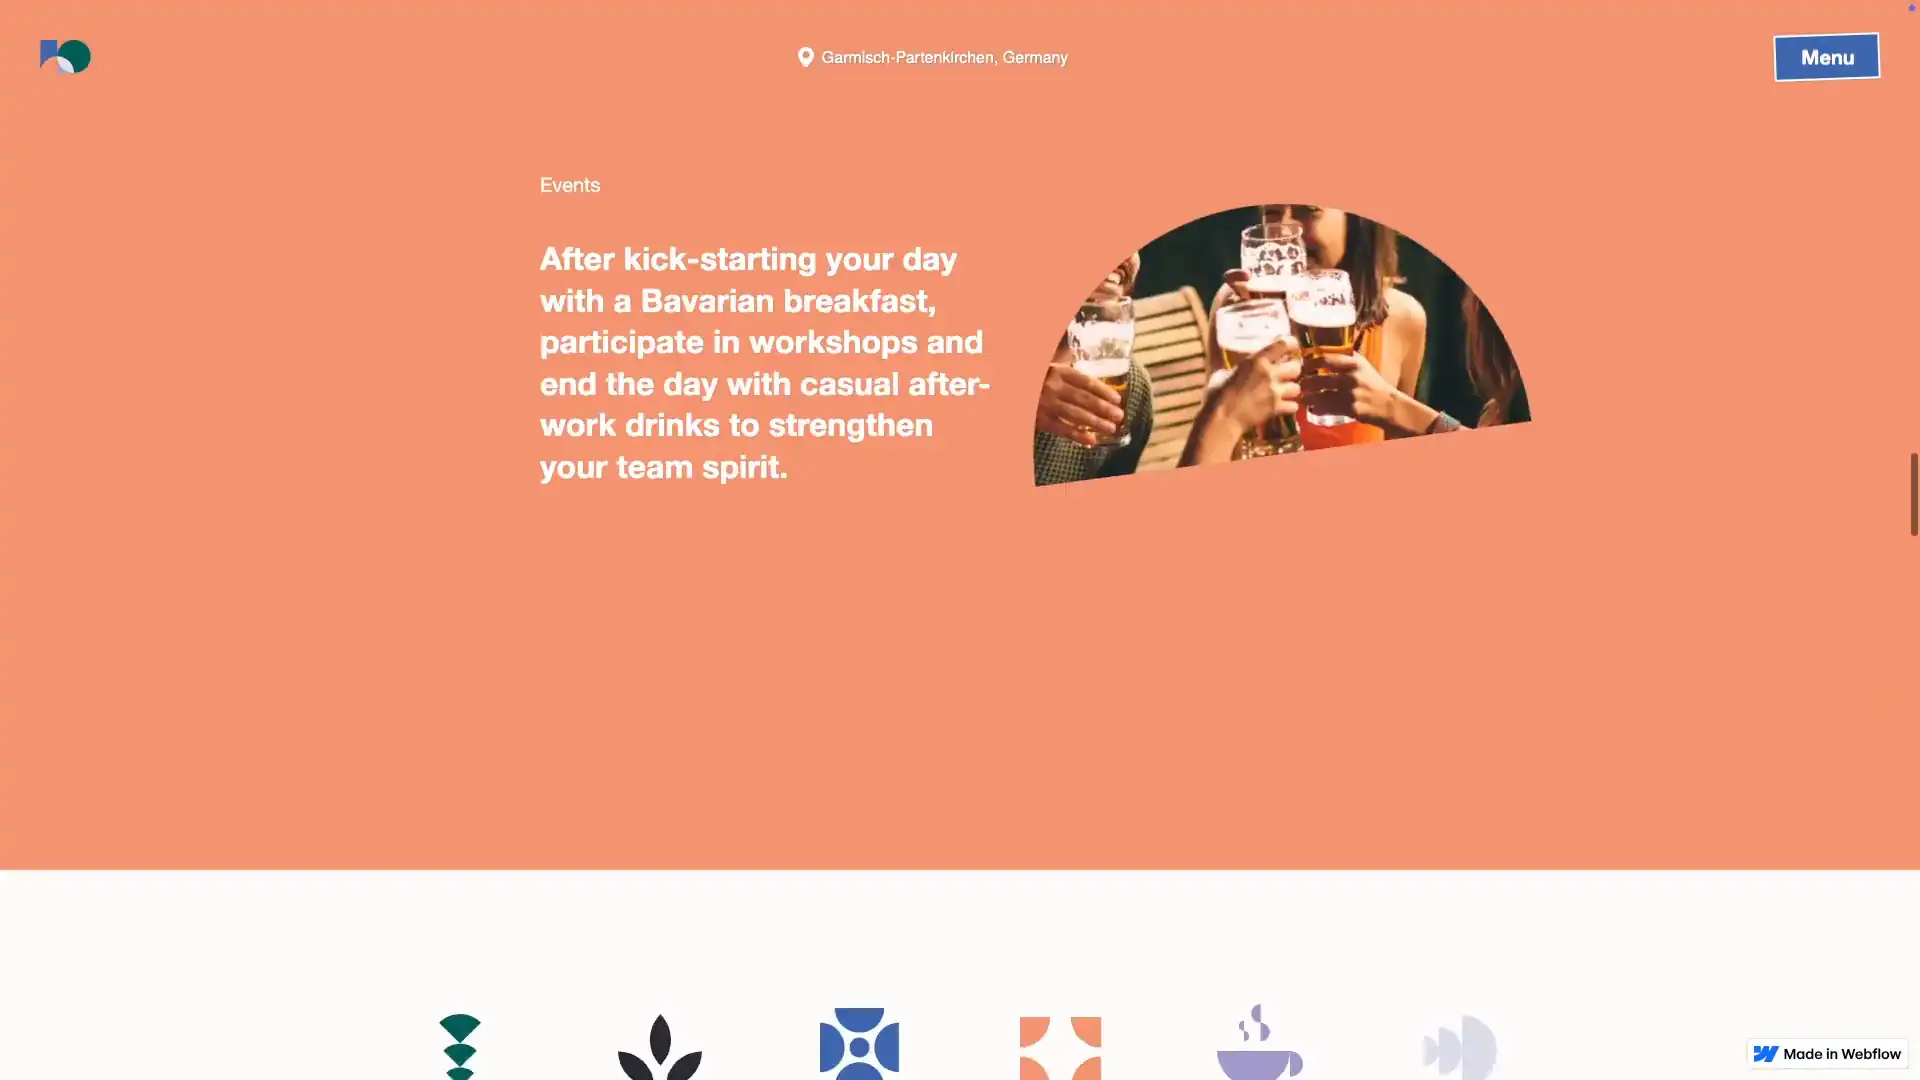 Garmisch-Partenkirchen, Germany
Menu
Events
After kick-starting your day
with a Bavarian breakfast,
participate in workshops and
end the day with casual after-
work drinks to strengthen
your team spirit.
Made in Webflow